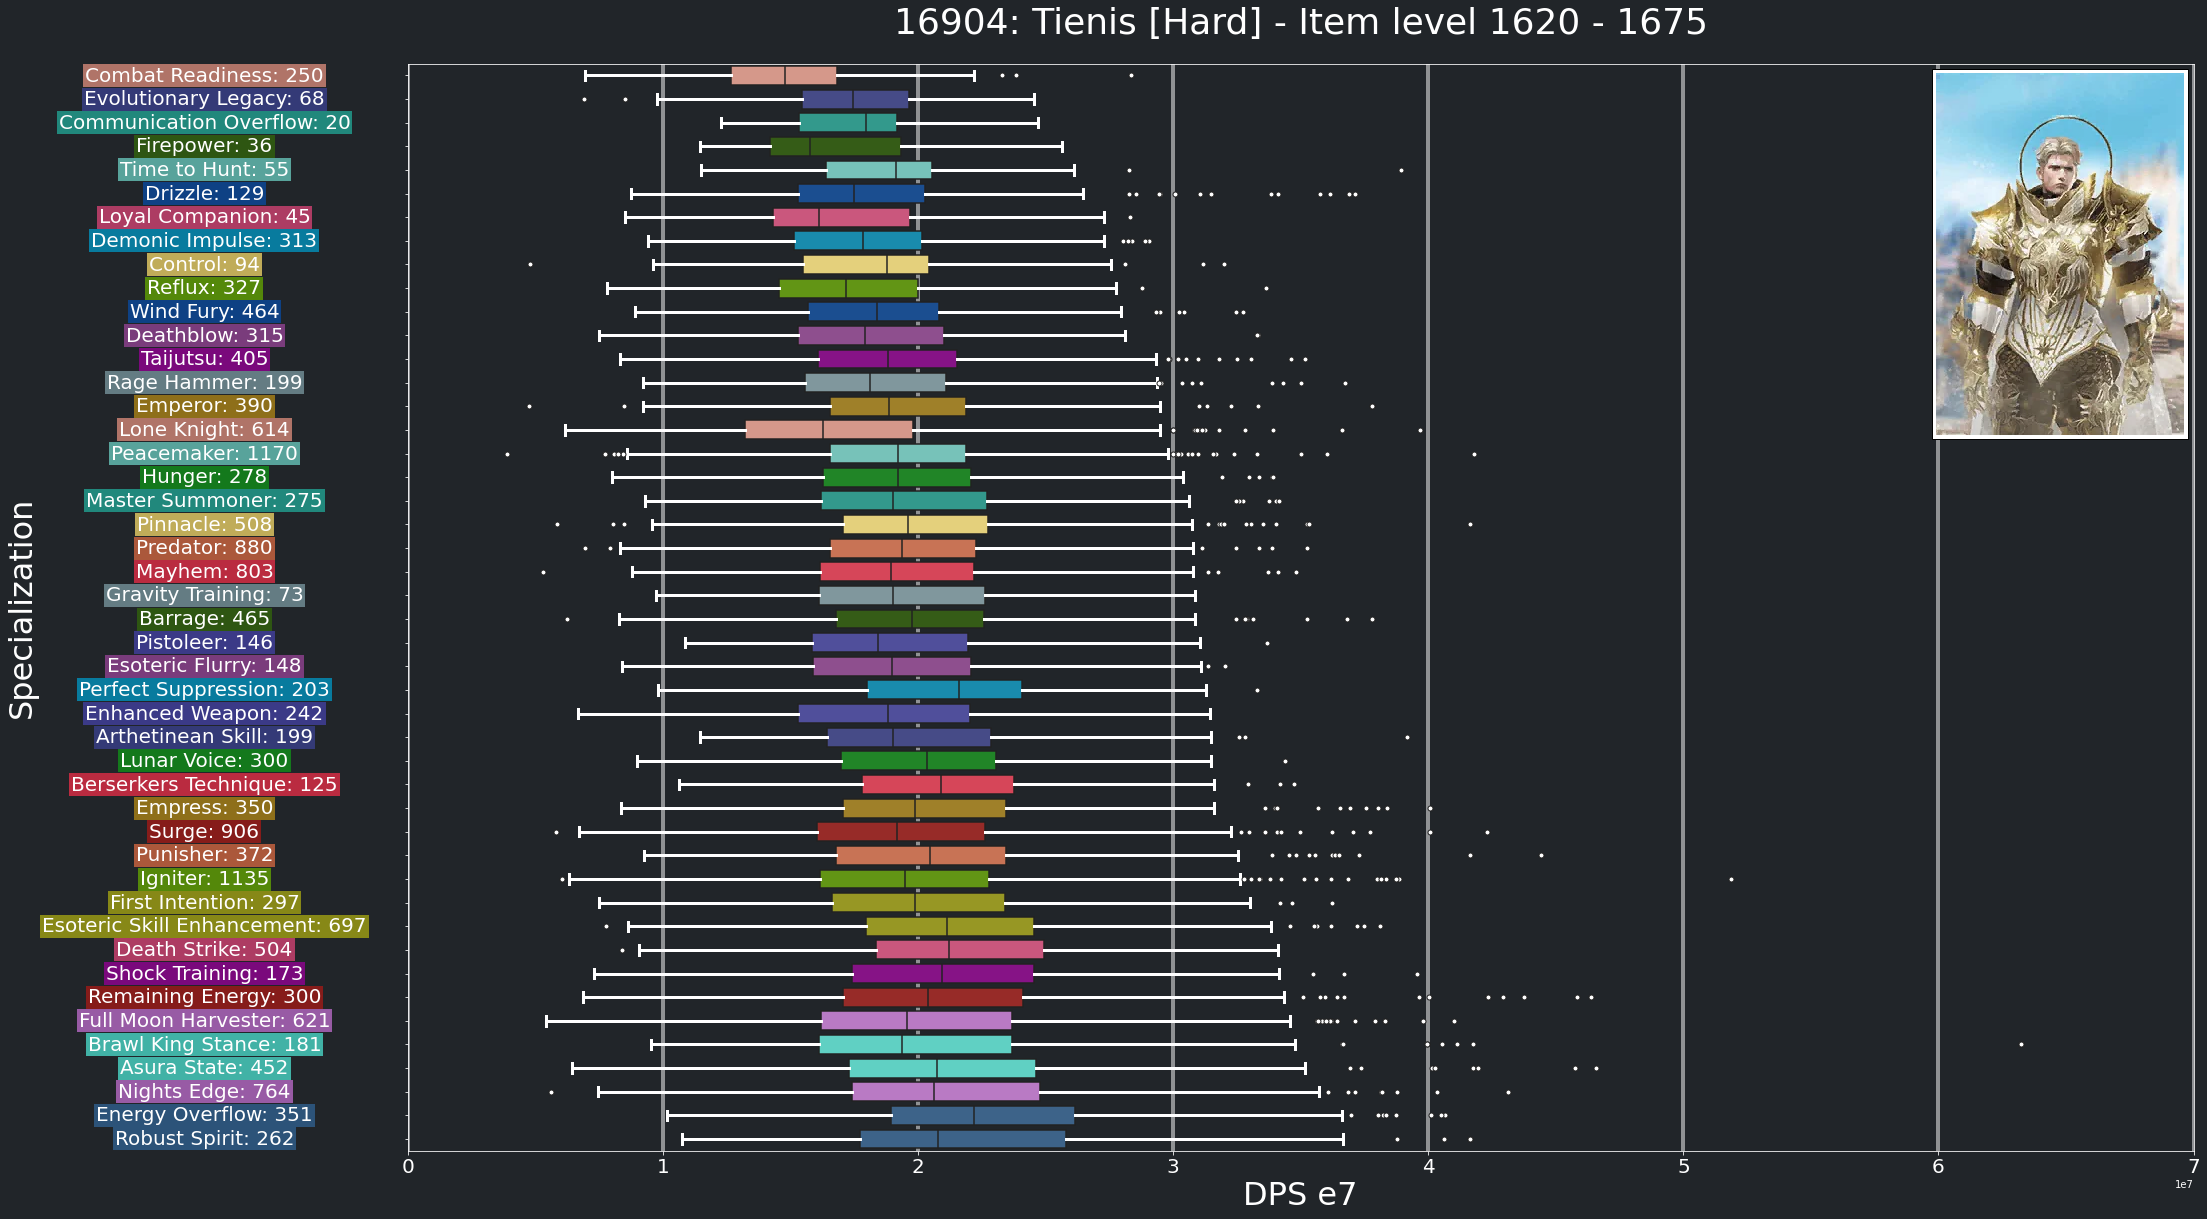 16904: Tienis [Hard] - Item level 1620 - 1675
Specialization
Combat Readiness: 250
Evolutionary Legacy: 68
Communication Overflow: 20
Firepower: 36
Time to Hunt: 55
Drizzle: 129
Loyal Companion: 45
Demonic Impulse: 313
Control: 94
Reflux: 327
Wind Fury: 464
Deathblow: 315
Taijutsu: 405
Rage Hammer: 199
Emperor: 390
Lone Knight: 614
Peacemaker: 1170
Hunger: 278
Master Summoner: 275
Pinnacle: 508
Predator: 880
Mayhem: 803
Gravity Training: 73
Barrage: 465
Pistoleer: 146
Esoteric Flurry: 148
Perfect Suppression: 203
Enhanced Weapon: 242
Arthetinean Skill: 199
Lunar Voice: 300
Berserkers Technique: 125
Empress: 350
Surge: 906
Punisher: 372
Igniter: 1135
First Intention: 297
Esoteric Skill Enhancement: 697
Death Strike: 504
Shock Training: 173
Remaining Energy: 300
Full Moon Harvester: 621
Brawl King Stance: 181
Asura State: 452
Nights Edge: 764
Energy Overflow: 351
Robust Spirit: 262
0 1 2 3 4 5 6 7
DPS e7
1e7